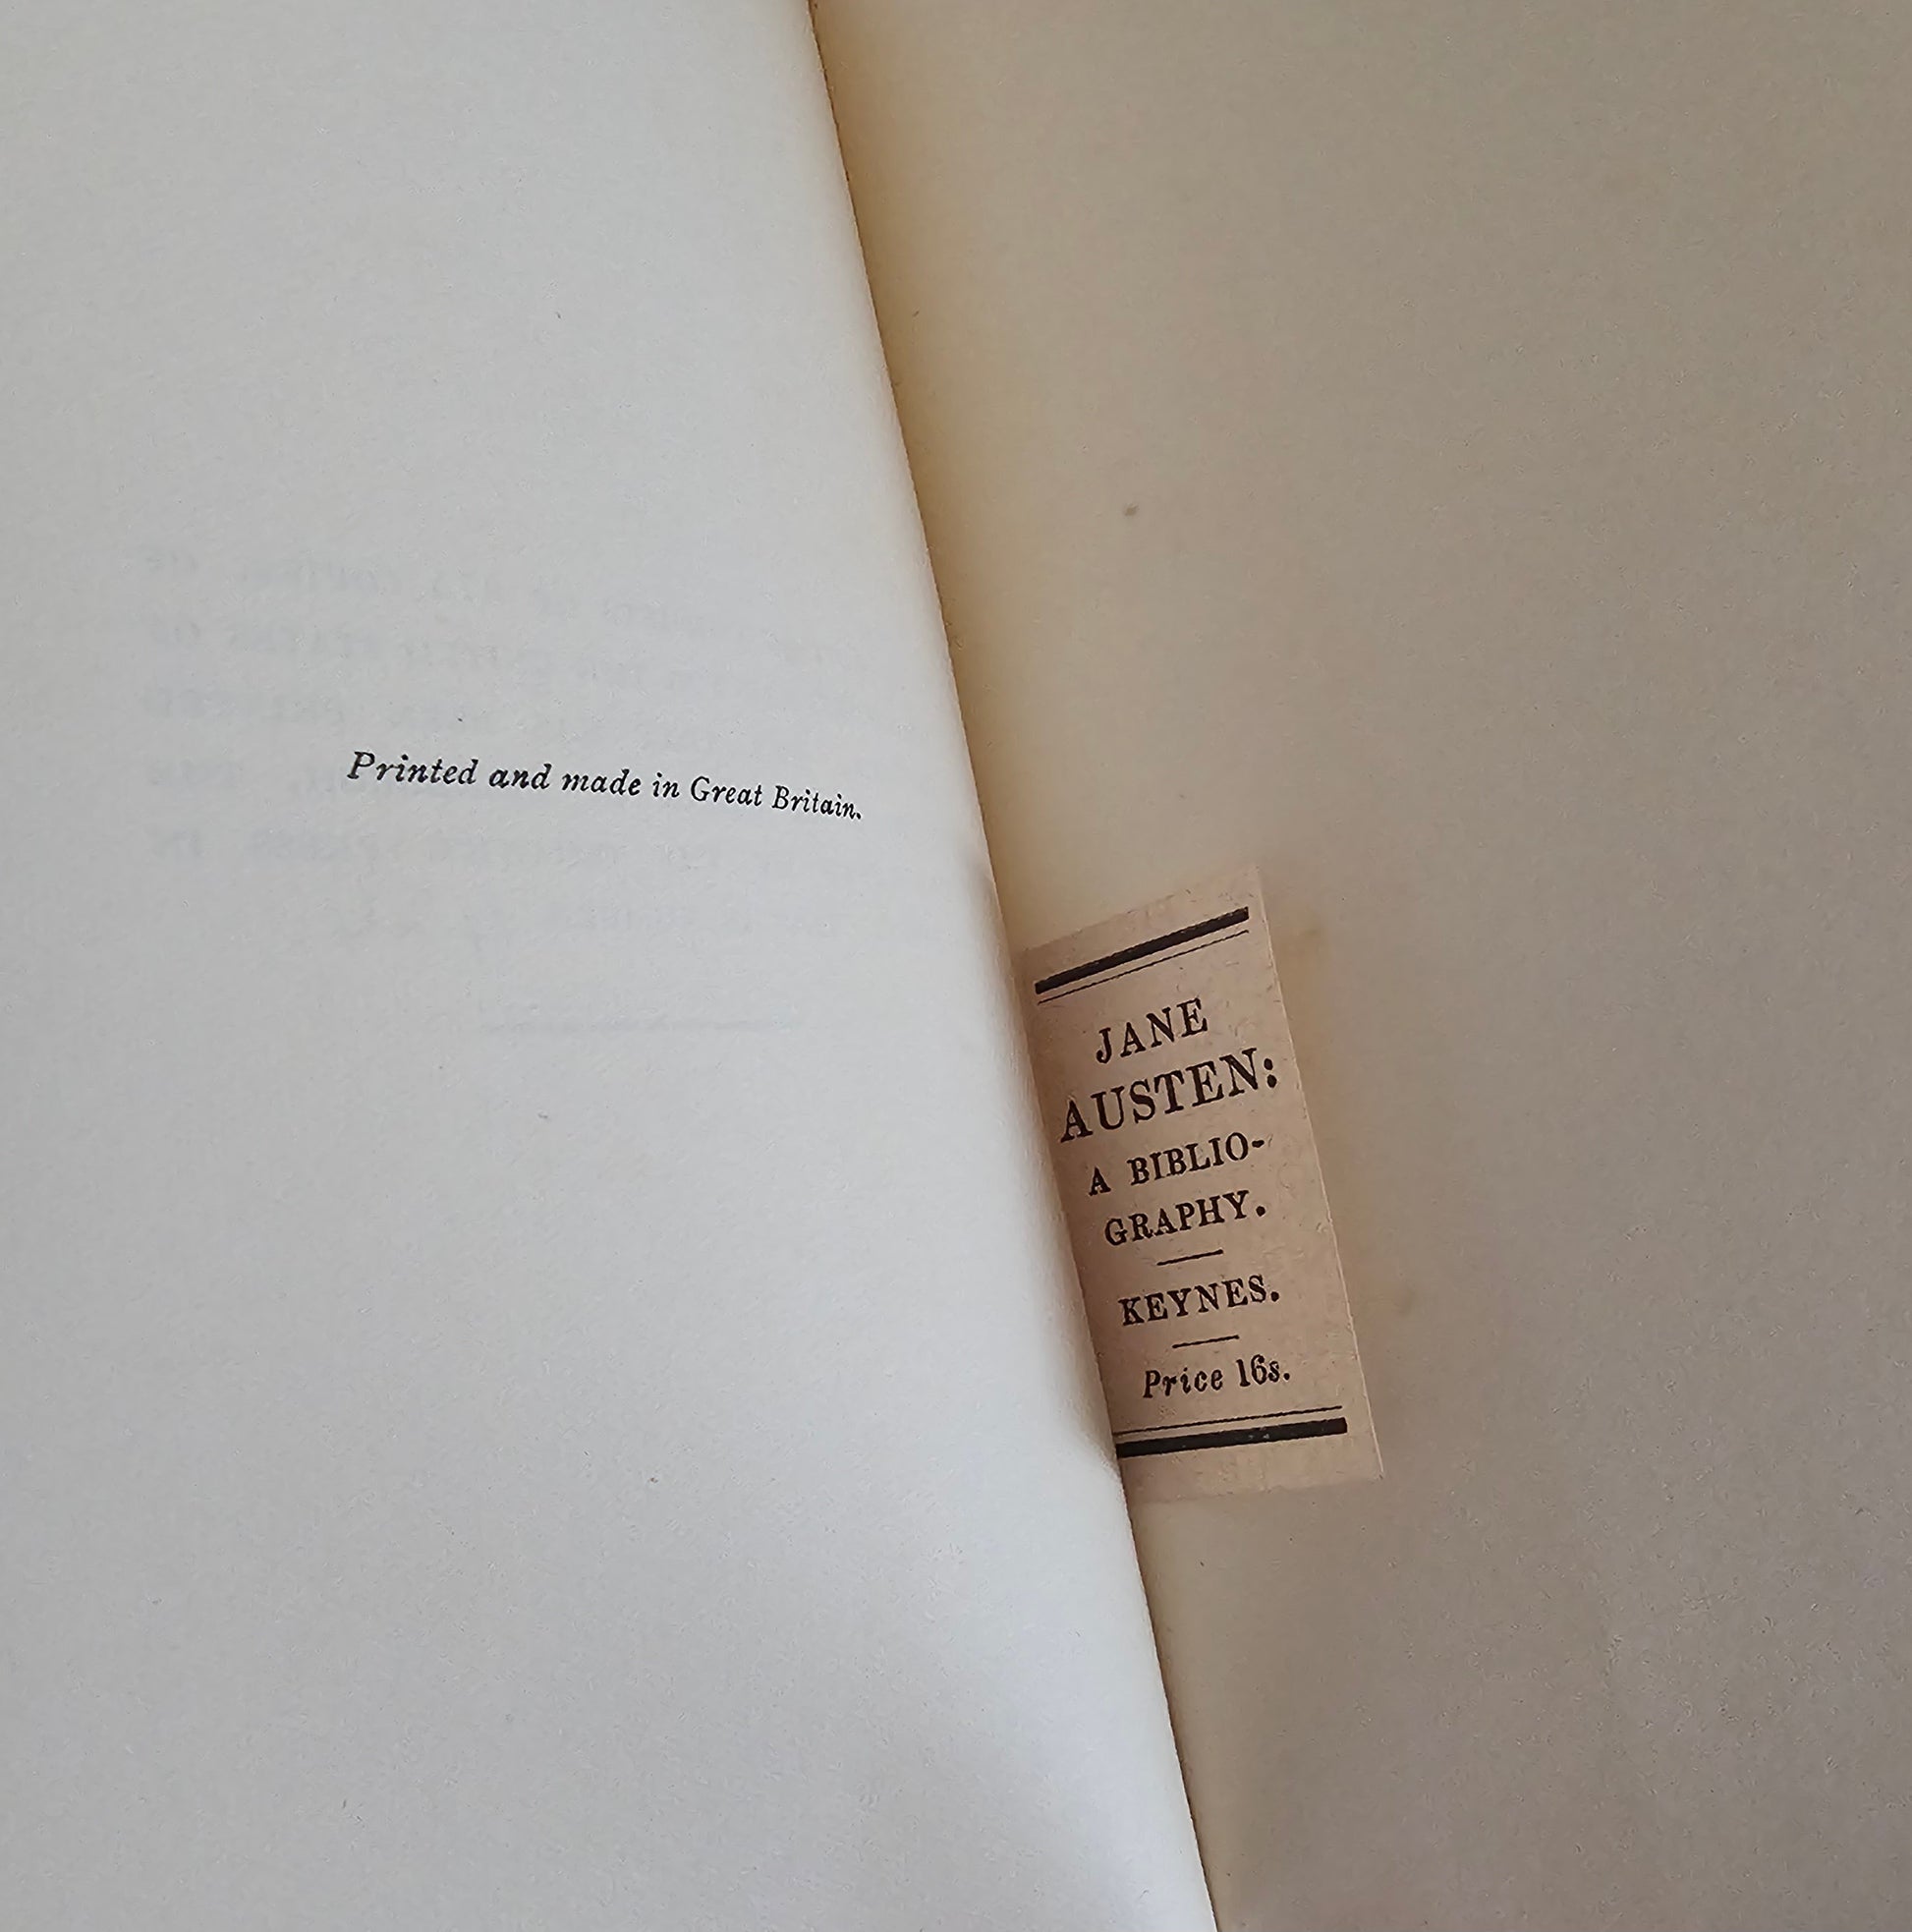 Printed and made in Great Britain.
JANE
AUSTEN:
A BIBLIO-
GRAPHY.
KEYNES.
Price 16s.